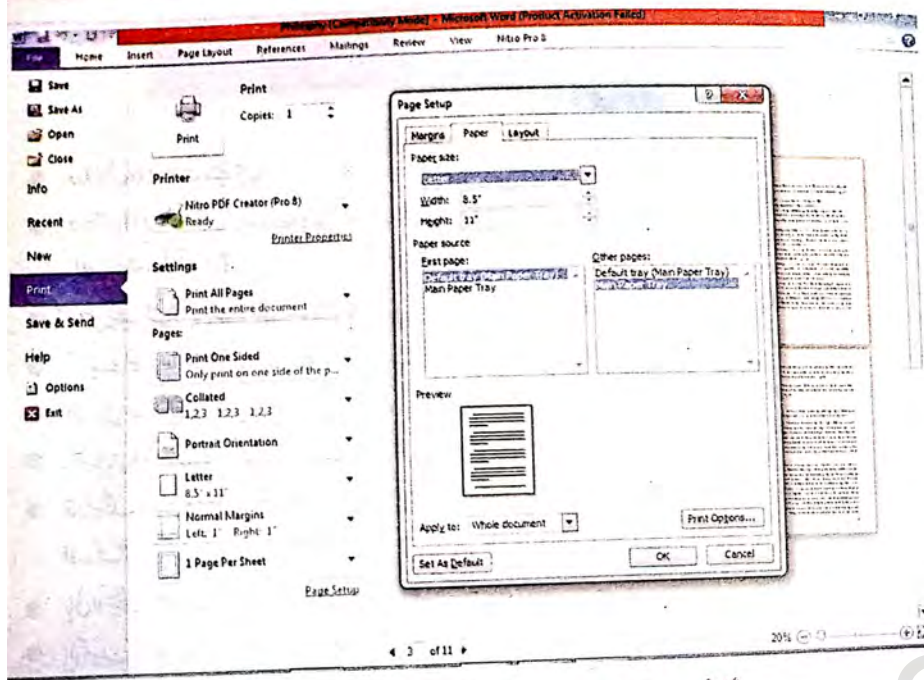 Philosophy (Compatibility Mode) - Microsoft Word (Product Activation Failed)
File Home Insert Page Layout References Mailings Review View Nitro Pro 8
Save
Save As
Open
Close
Info
Recent
New
Print
Save & Send
Help
Options
Exit
Print
Copies: 1
Print
Printer
Nitro PDF Creator (Pro 8)
Ready
Printer Properties
Settings
Print All Pages
Print the entire document
Pages:
Print One Sided
Only print on one side of the p...
Collated
1,2,3 1,2,3 1,2,3
Portrait Orientation
Letter
8.5" x 11"
Normal Margins
Left: 1" Right: 1"
1 Page Per Sheet
Page Setup
Page Setup
Margins Paper Layout
Paper size:
Letter
Width: 8.5"
Height: 11"
Paper source
First page:
Default tray (Main Paper Tray)
Main Paper Tray
Other pages:
Default tray (Main Paper Tray)
Main Paper Tray
Preview
Apply to: Whole document
Print Options...
Set As Default
OK
Cancel
3 of 11
20%